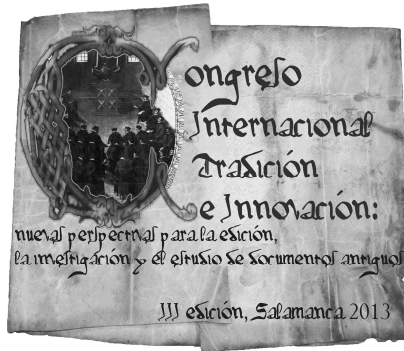 Congreso
Internacional
Tradición
e Innovación:
nuevas perspectivas para la edición,
la investigación y el estudio de documentos antiguos
III edición, Salamanca 2013